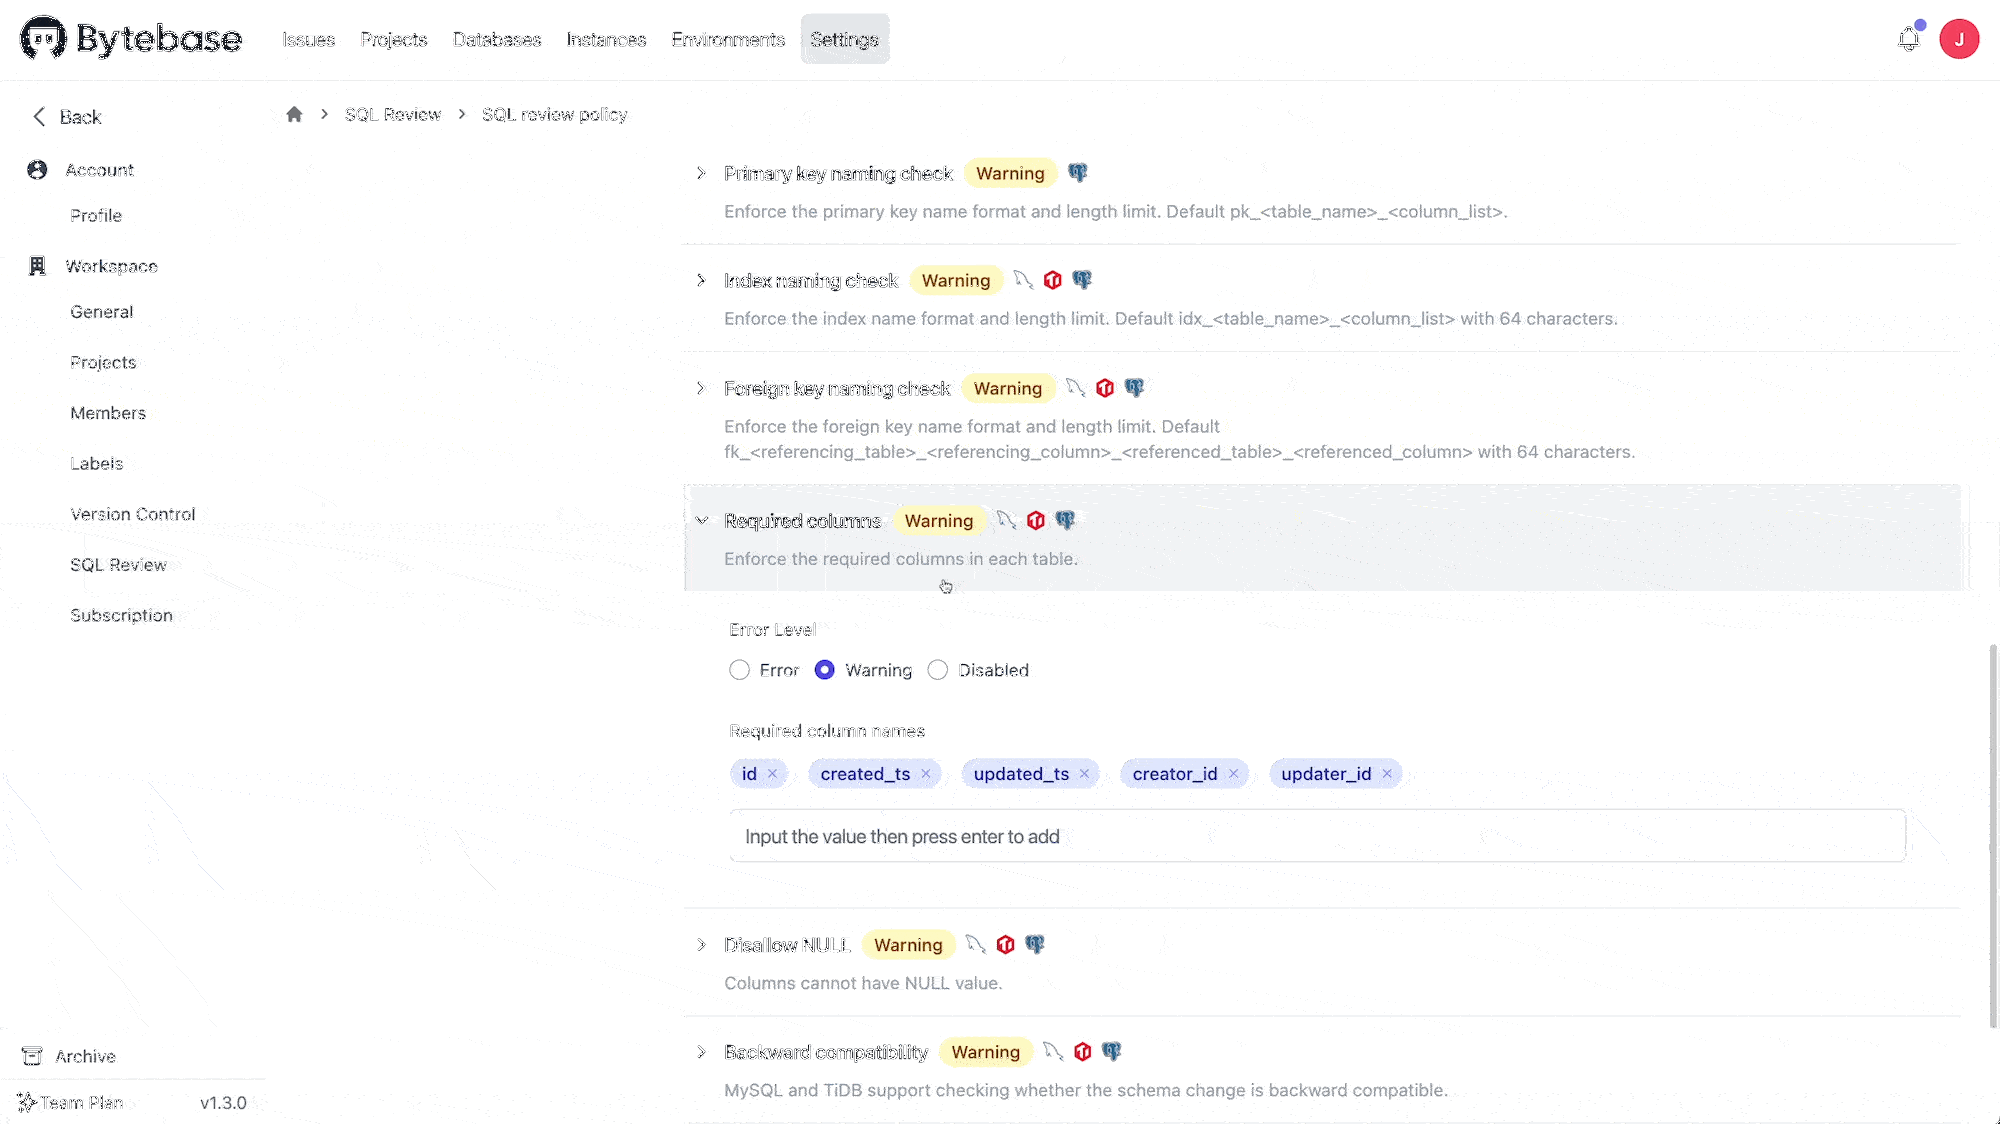 Bytebase
Issues
Projects
Databases
Instances
Environments
Settings
J
Back
Account
Profile
Workspace
General
Projects
Members
Labels
Version Control
SQL Review
Subscription
Archive
Team Plan
v1.3.0
SQL Review
SQL review policy
Primary key naming check Warning
Enforce the primary key name format and length limit. Default pk_<table_name>_<column_list>.
Index naming check Warning
Enforce the index name format and length limit. Default idx_<table_name>_<column_list> with 64 characters.
Foreign key naming check Warning
Enforce the foreign key name format and length limit. Default
fk_<referencing_table>_<referencing_column>_<referenced_table>_<referenced_column> with 64 characters.
Required columns Warning
Enforce the required columns in each table.
Error Level
Error Warning Disabled
Required column names
id × created_ts × updated_ts × creator_id × updater_id ×
Input the value then press enter to add
Disallow NULL Warning
Columns cannot have NULL value.
Backward compatibility Warning
MySQL and TiDB support checking whether the schema change is backward compatible.